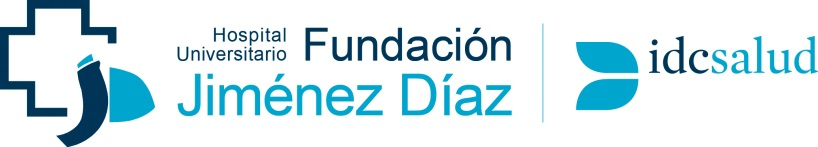 Hospital
Universitario
Fundación
Jiménez Díaz
idcsalud